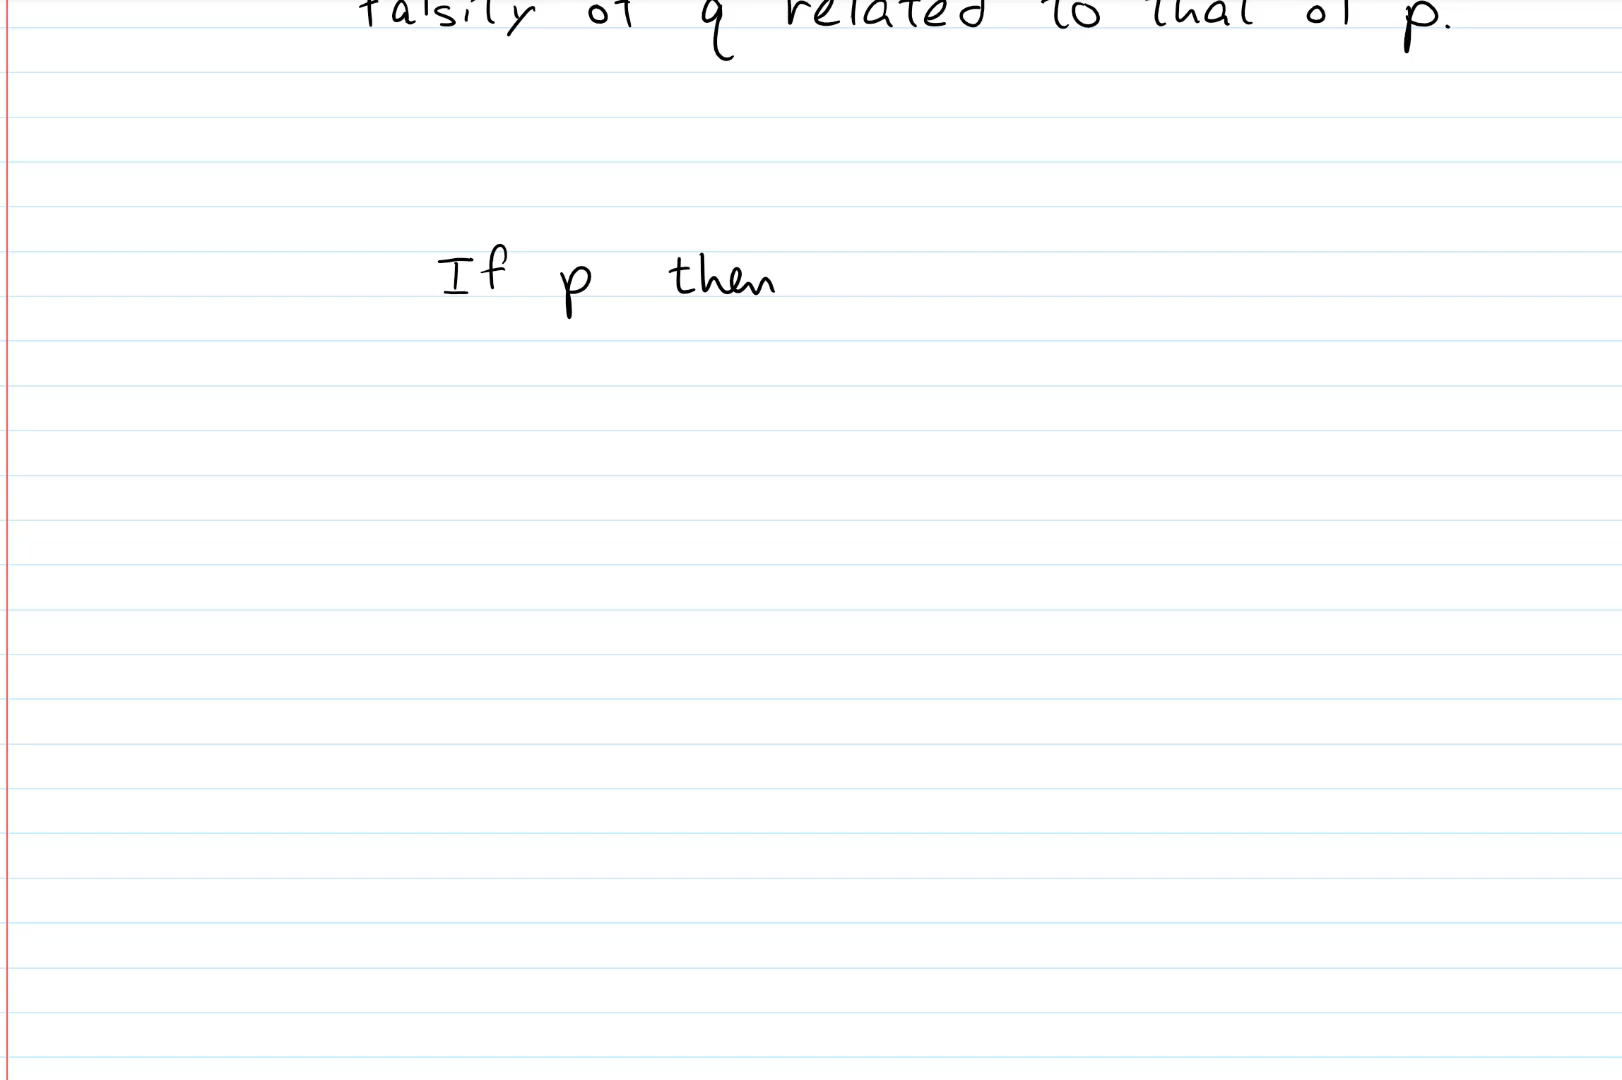 falsity of q related to that of p.
If p then